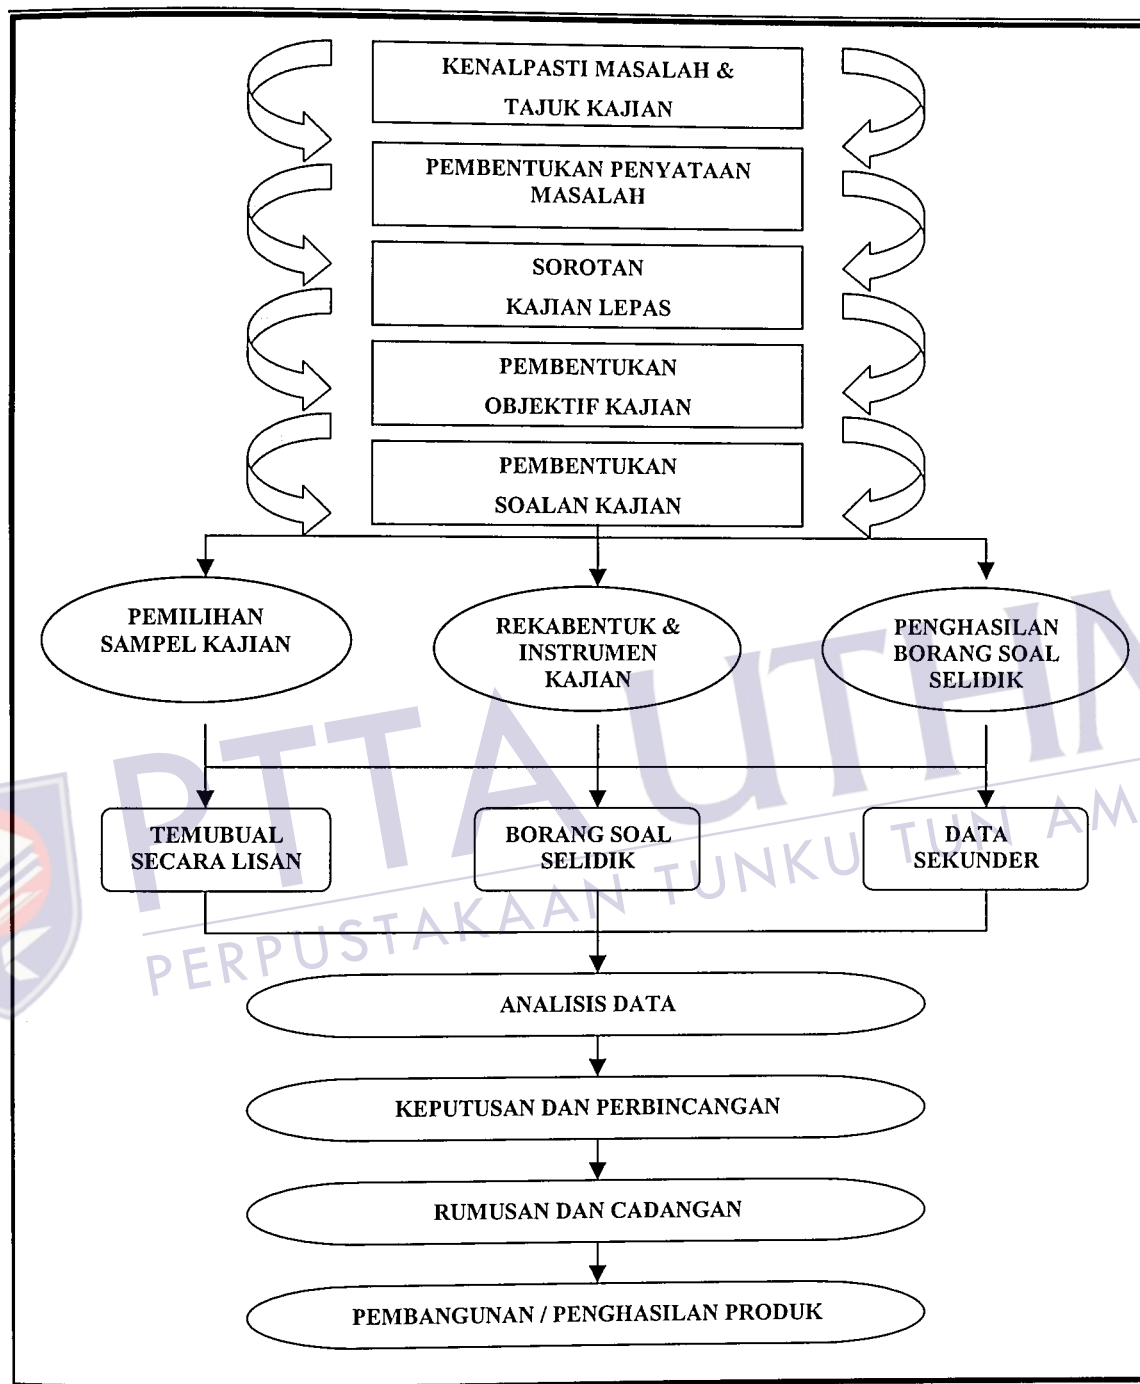 KENALPASTI MASALAH &
TAJUK KAJIAN
PEMBENTUKAN PENYATAAN
MASALAH
SOROTAN
KAJIAN LEPAS
PEMBENTUKAN
OBJEKTIF KAJIAN
PEMBENTUKAN
SOALAN KAJIAN
PEMILIHAN
SAMPEL KAJIAN
REKABENTUK &
INSTRUMEN
KAJIAN
PENGHASILAN
BORANG SOAL
SELIDIK
PTTA UTHM
PERPUSTAKAAN TUNKU TUN AM
TEMUBUAL
SECARA LISAN
BORANG SOAL
SELIDIK
DATA
SEKUNDER
ANALISIS DATA
KEPUTUSAN DAN PERBINCANGAN
RUMUSAN DAN CADANGAN
PEMBANGUNAN / PENGHASILAN PRODUK